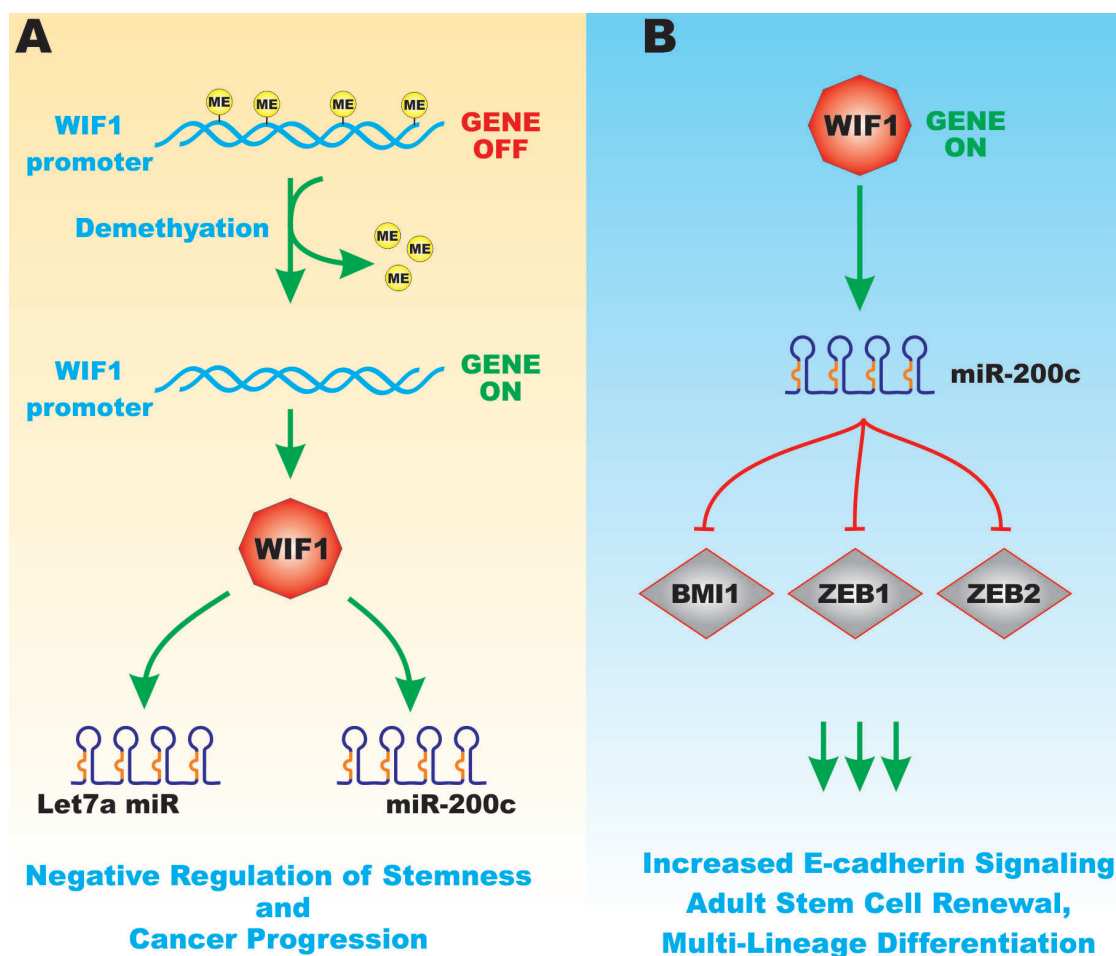 A
ME ME ME ME
WIF1
promoter
GENE
OFF
Demethyation
ME
ME
ME
WIF1
promoter
GENE
ON
WIF1
Let7a miR
miR-200c
Negative Regulation of Stemness
and
Cancer Progression
B
WIF1
GENE
ON
miR-200c
BMI1
ZEB1
ZEB2
Increased E-cadherin Signaling
Adult Stem Cell Renewal,
Multi-Lineage Differentiation